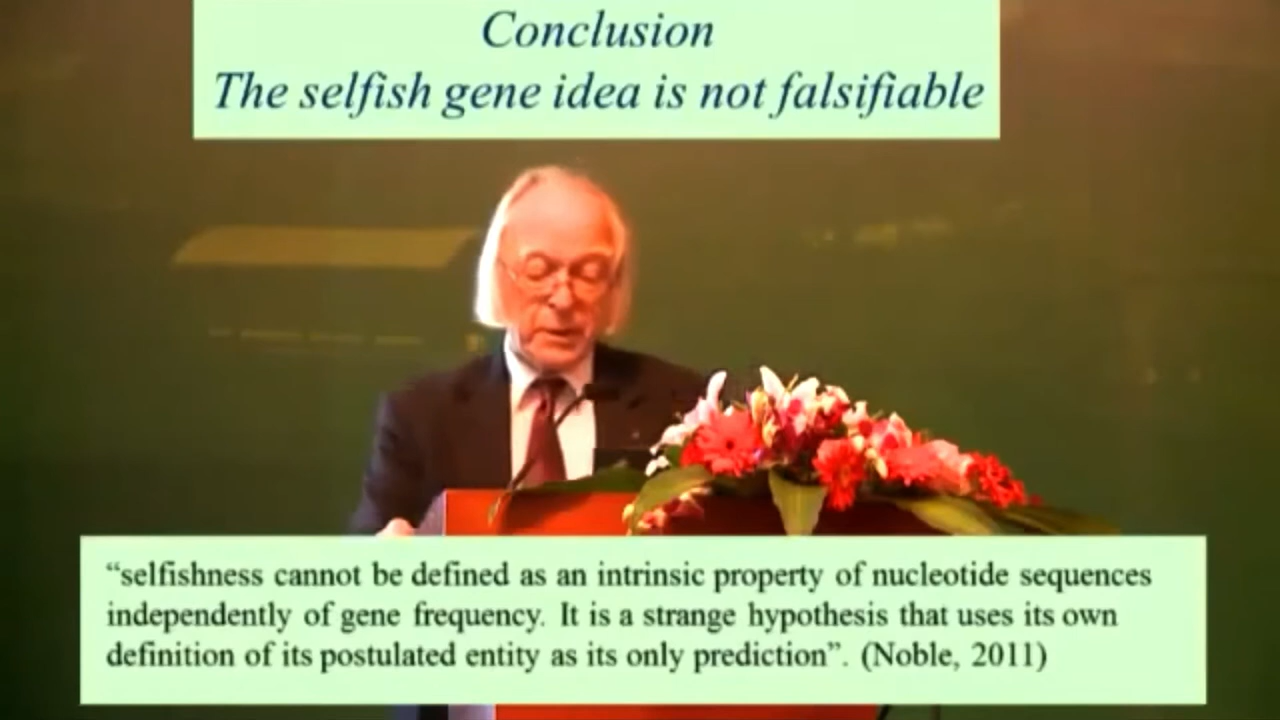 Conclusion
The selfish gene idea is not falsifiable
“selfishness cannot be defined as an intrinsic property of nucleotide sequences
independently of gene frequency. It is a strange hypothesis that uses its own
definition of its postulated entity as its only prediction”. (Noble, 2011)